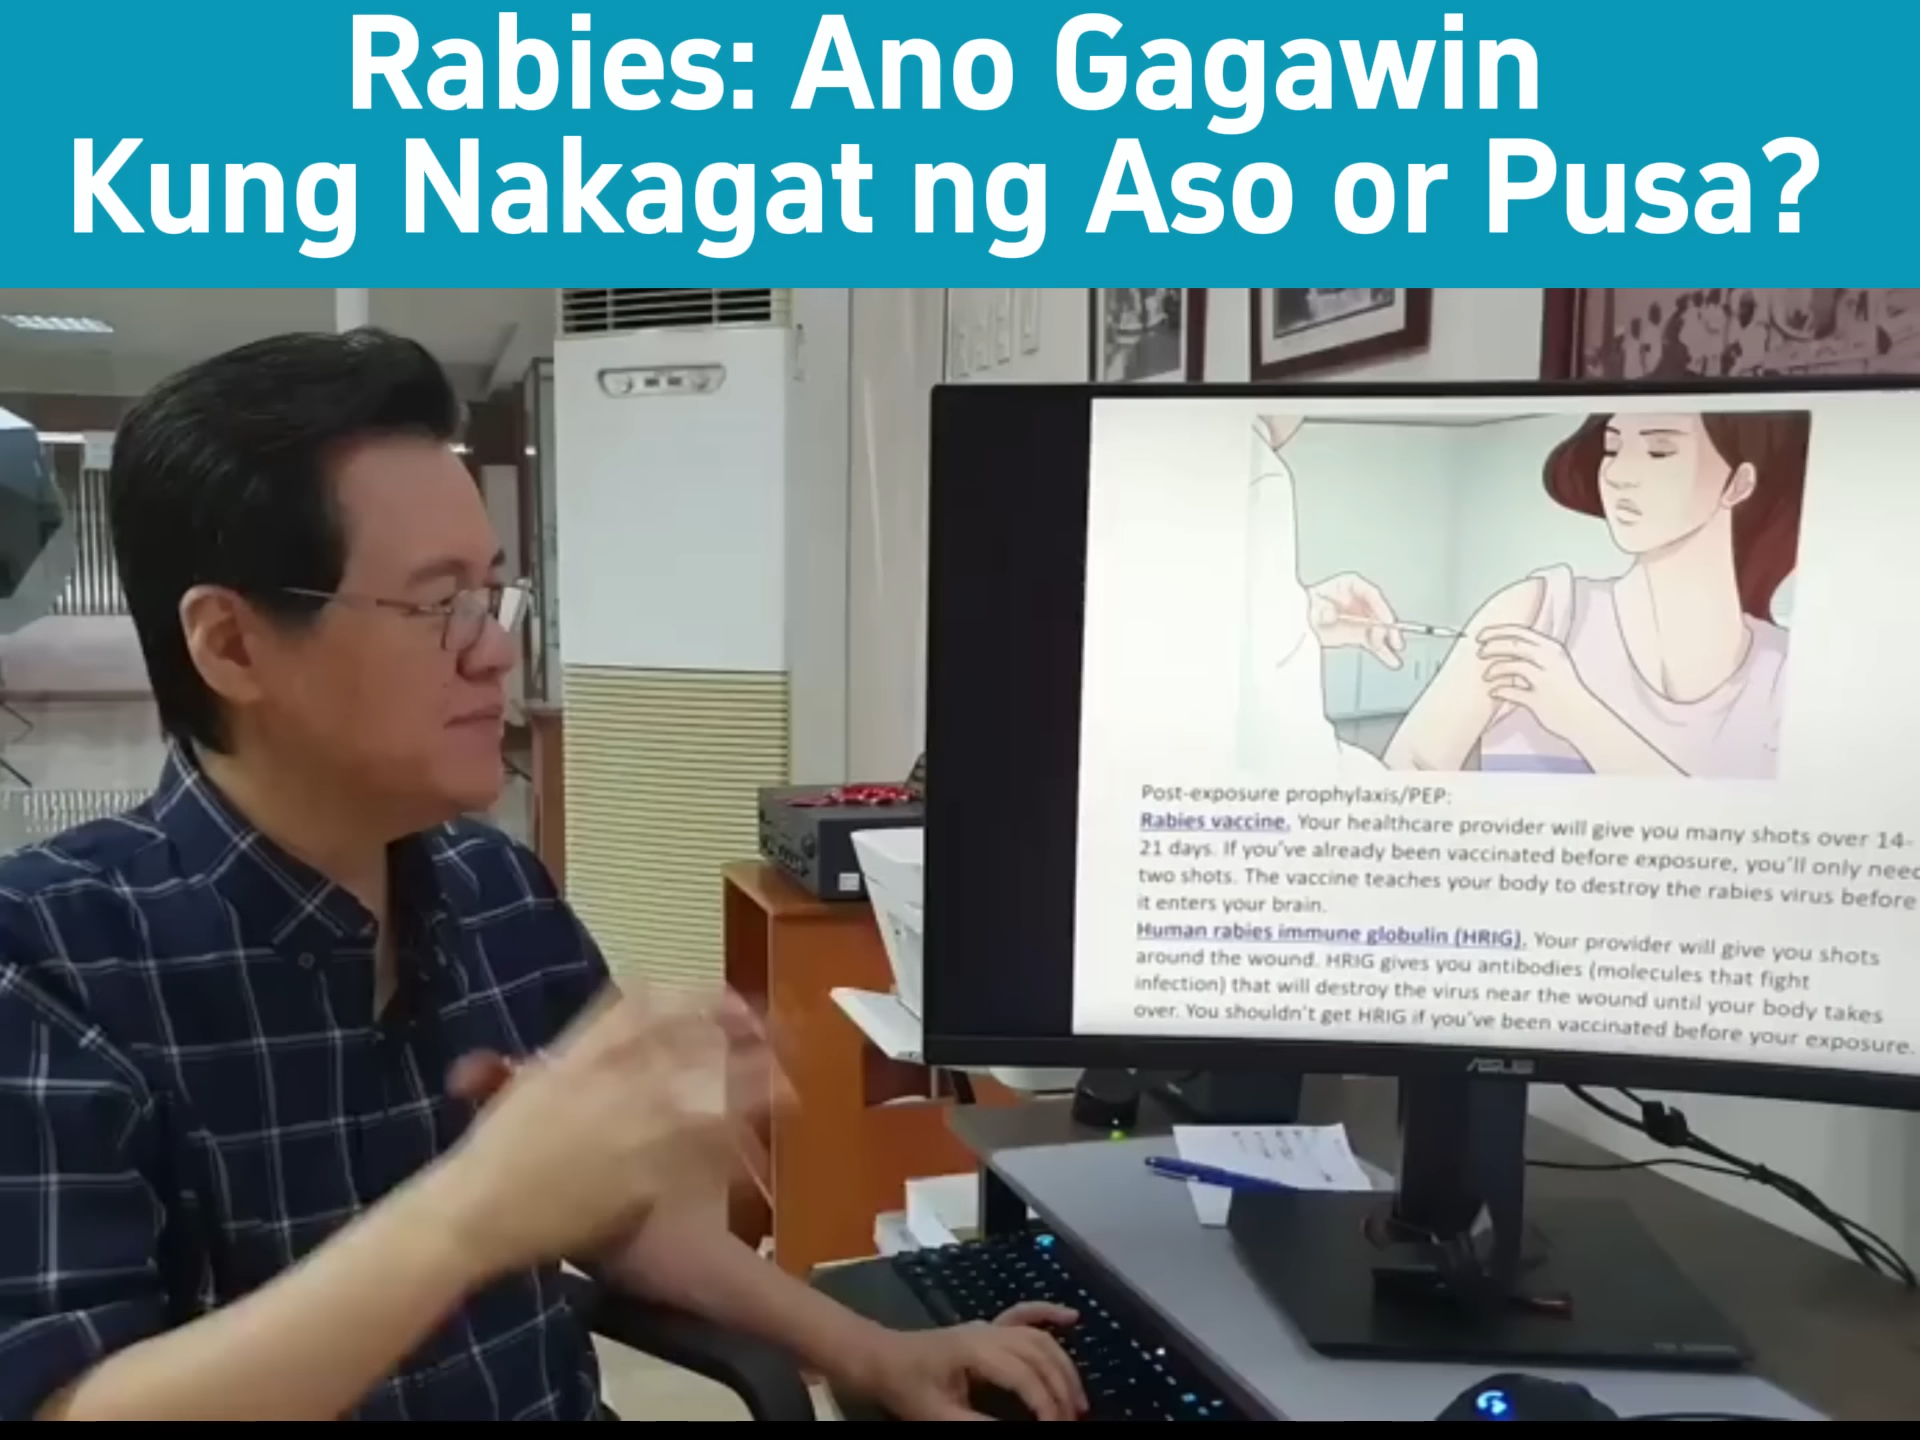 Rabies: Ano Gagawin
Kung Nakagat ng Aso or Pusa?
Post-exposure prophylaxis/PEP:
Rabies vaccine. Your healthcare provider will give you many shots over 14-
21 days. If you've already been vaccinated before exposure, you'll only need
two shots. The vaccine teaches your body to destroy the rabies virus before
it enters your brain.
Human rabies immune globulin (HRIG). Your provider will give you shots
around the wound. HRIG gives you antibodies (molecules that fight
infection) that will destroy the virus near the wound until your body takes
over. You shouldn't get HRIG if you've been vaccinated before your exposure.
ASUS